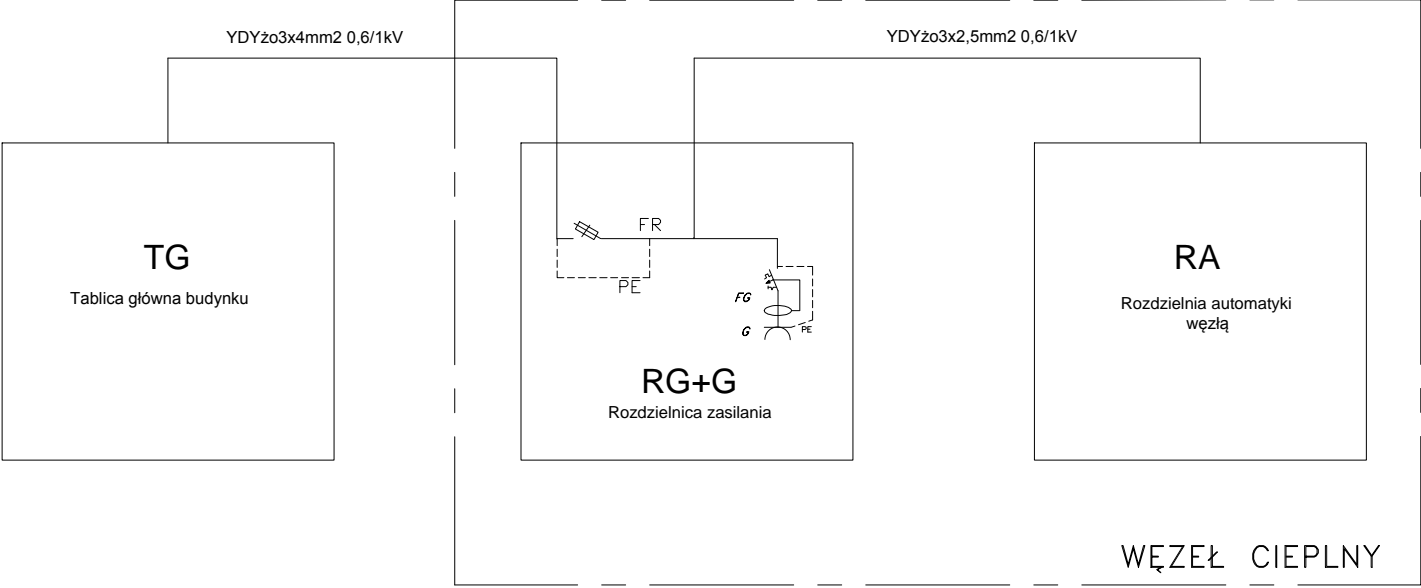 YDYżo3x4mm2 0,6/1kV
YDYżo3x2,5mm2 0,6/1kV
TG
Tablica główna budynku
FR
PE
FG
G
PE
RG+G
Rozdzielnica zasilania
RA
Rozdzielnia automatyki
węzłą
WĘZEŁ CIEPLNY